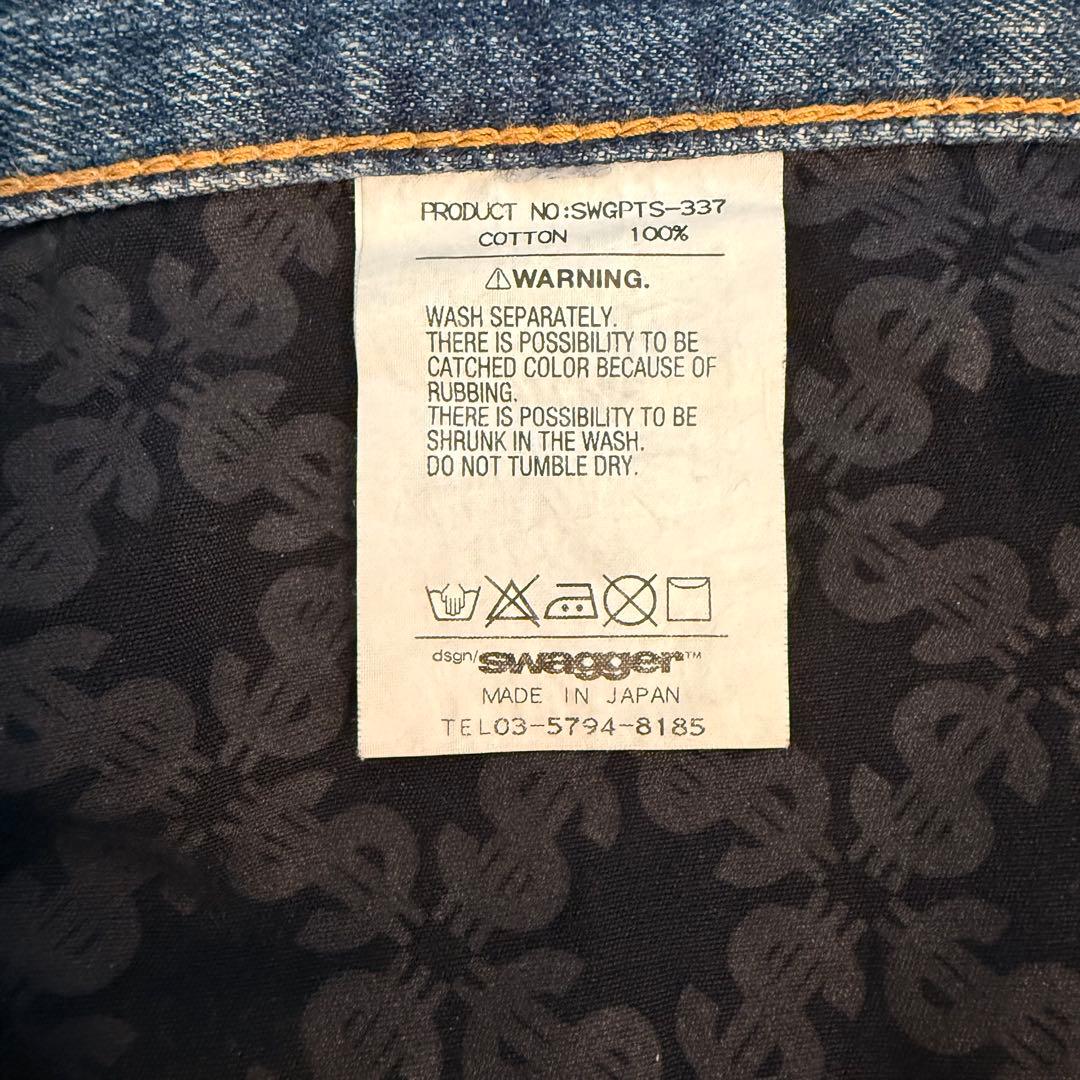 PRODUCT NO:SWGPTS-337
COTTON 100%
⚠WARNING.
WASH SEPARATELY.
THERE IS POSSIBILITY TO BE
CATCHED COLOR BECAUSE OF
RUBBING.
THERE IS POSSIBILITY TO BE
SHRUNK IN THE WASH.
DO NOT TUMBLE DRY.
dsgn/swagger™
MADE IN JAPAN
TEL03-5794-8185